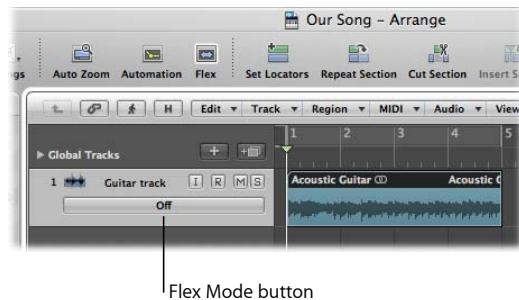 Our Song – Arrange
gs Auto Zoom Automation Flex Set Locators Repeat Section Cut Section Insert S
H Edit Track Region MIDI Audio View
1 2 3 4 5
Global Tracks
1 Guitar track I R M S Acoustic Guitar Acoustic G
Off
Flex Mode button